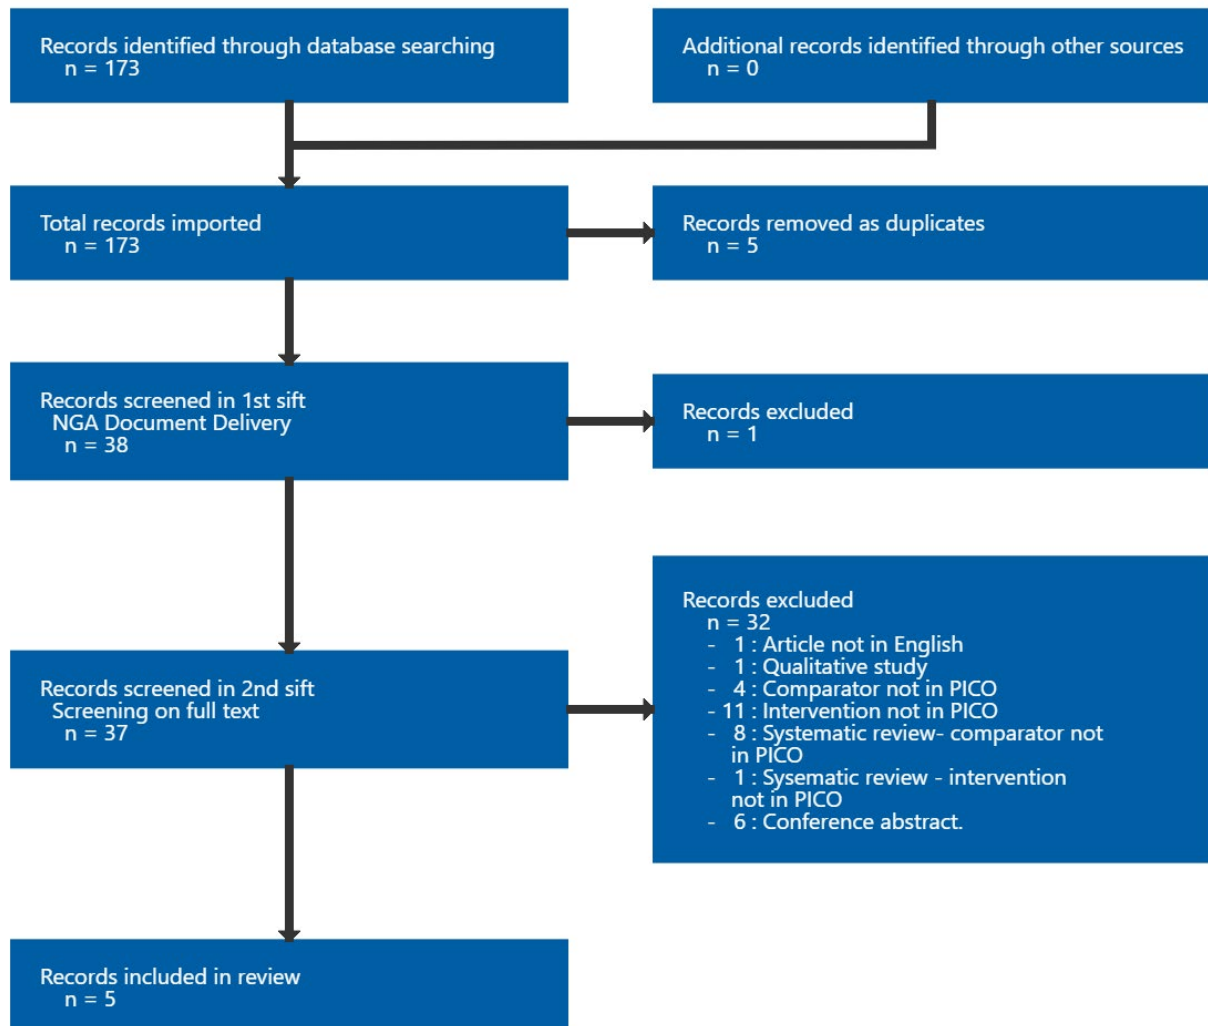 Records identified through database searching
n = 173
Additional records identified through other sources
n = 0
Total records imported
n = 173
Records removed as duplicates
n = 5
Records screened in 1st sift
NGA Document Delivery
n = 38
Records excluded
n = 1
Records screened in 2nd sift
Screening on full text
n = 37
Records excluded
n = 32
- 1 : Article not in English
- 1 : Qualitative study
- 4 : Comparator not in PICO
- 11 : Intervention not in PICO
- 8 : Systematic review- comparator not
in PICO
- 1 : Sysematic review - intervention
not in PICO
- 6 : Conference abstract.
Records included in review
n = 5